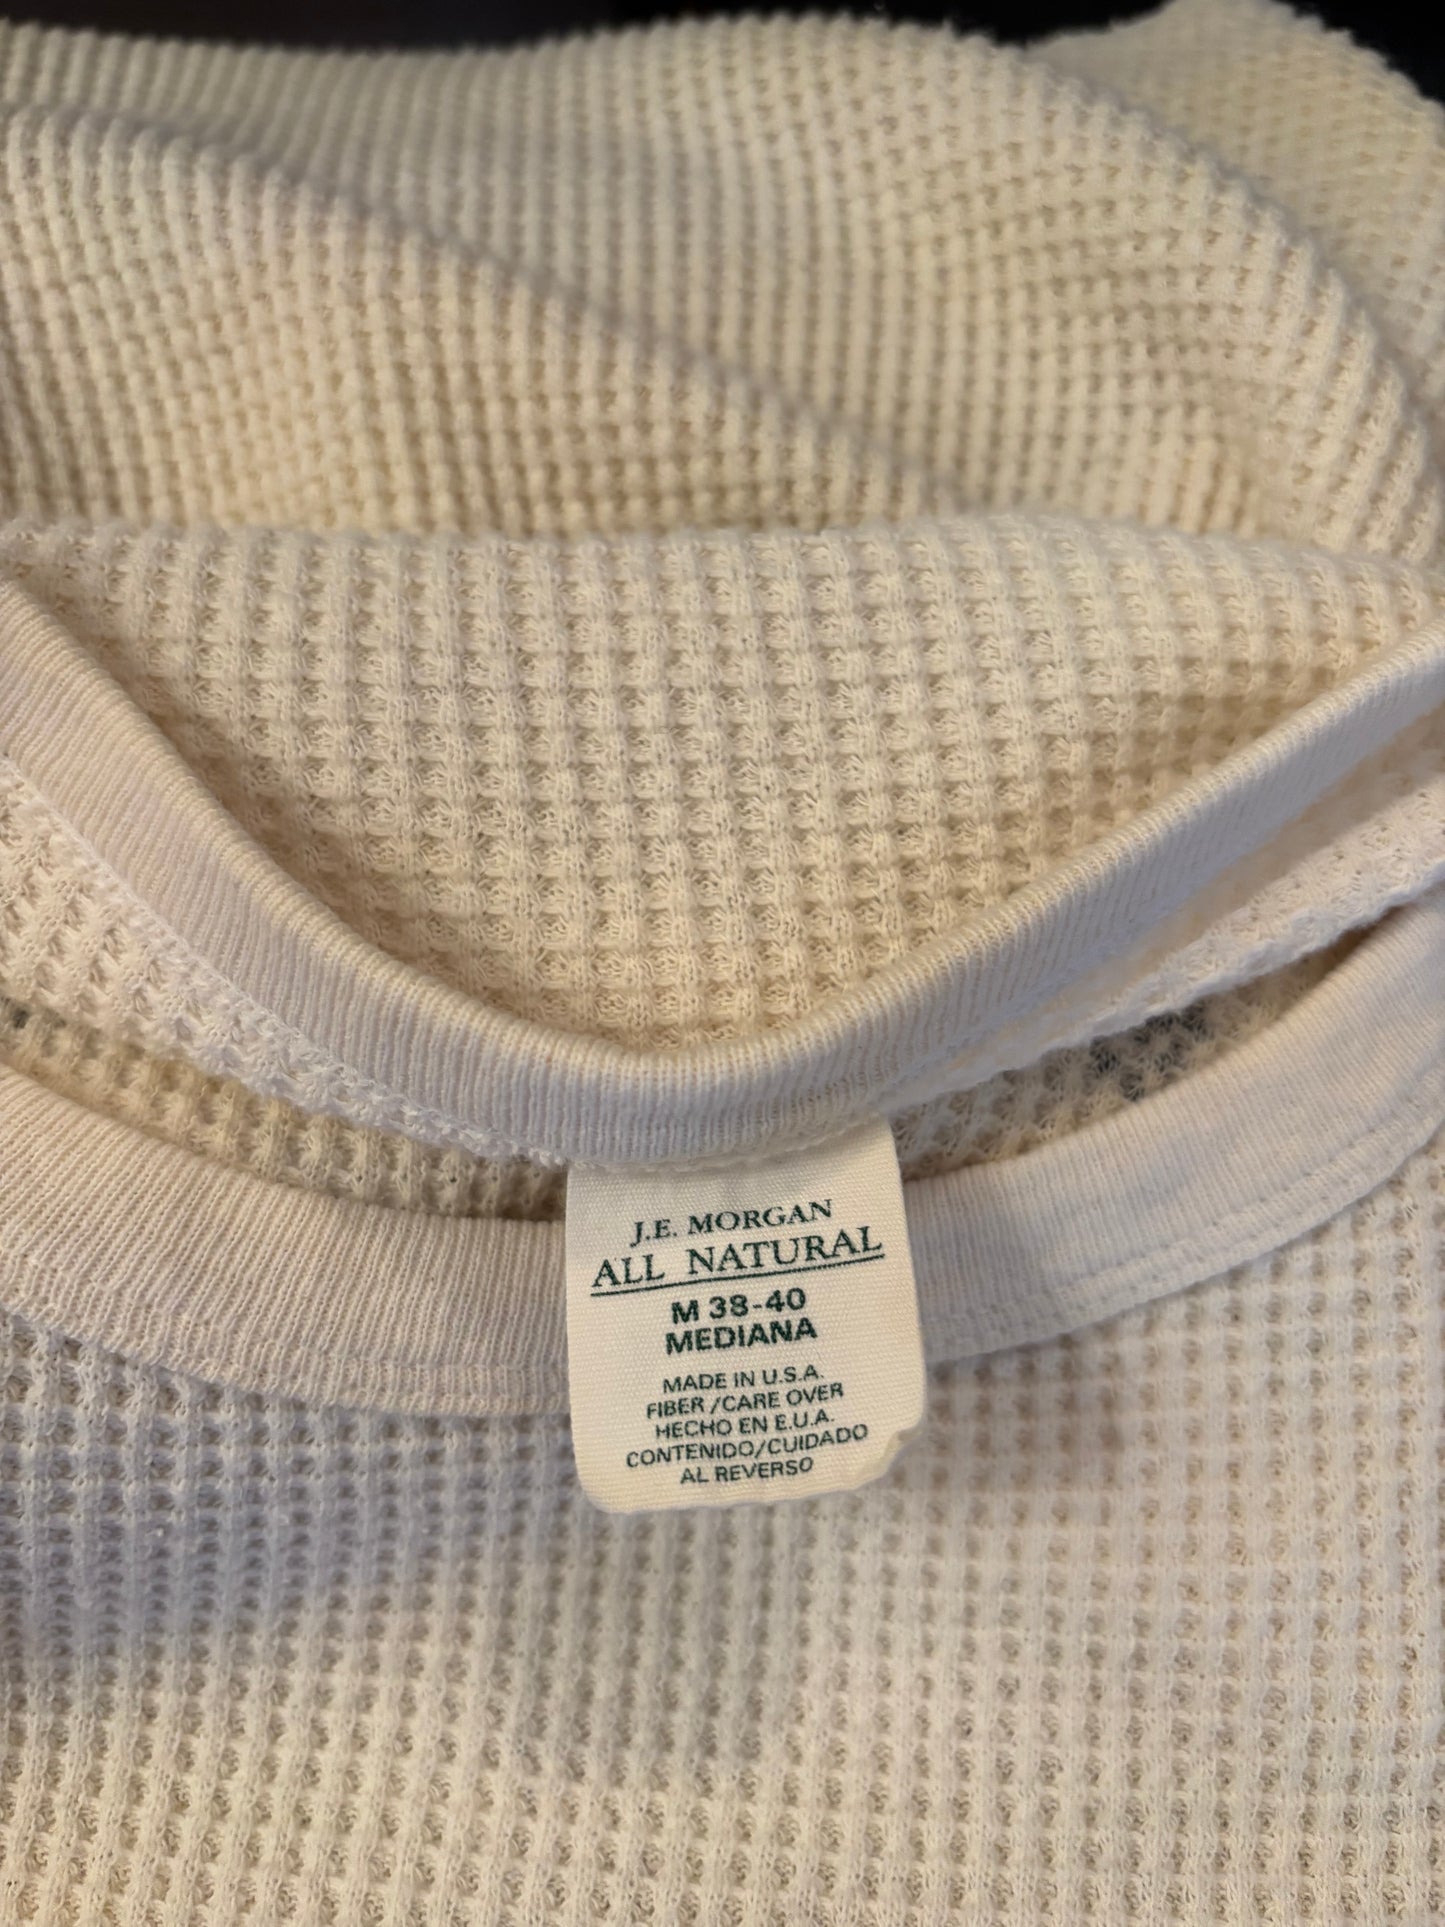 J.E. MORGAN
ALL NATURAL
M 38-40
MEDIANA
MADE IN U.S.A.
FIBER /CARE OVER
HECHO EN E.U.A.
CONTENIDO/CUIDADO
AL REVERSO